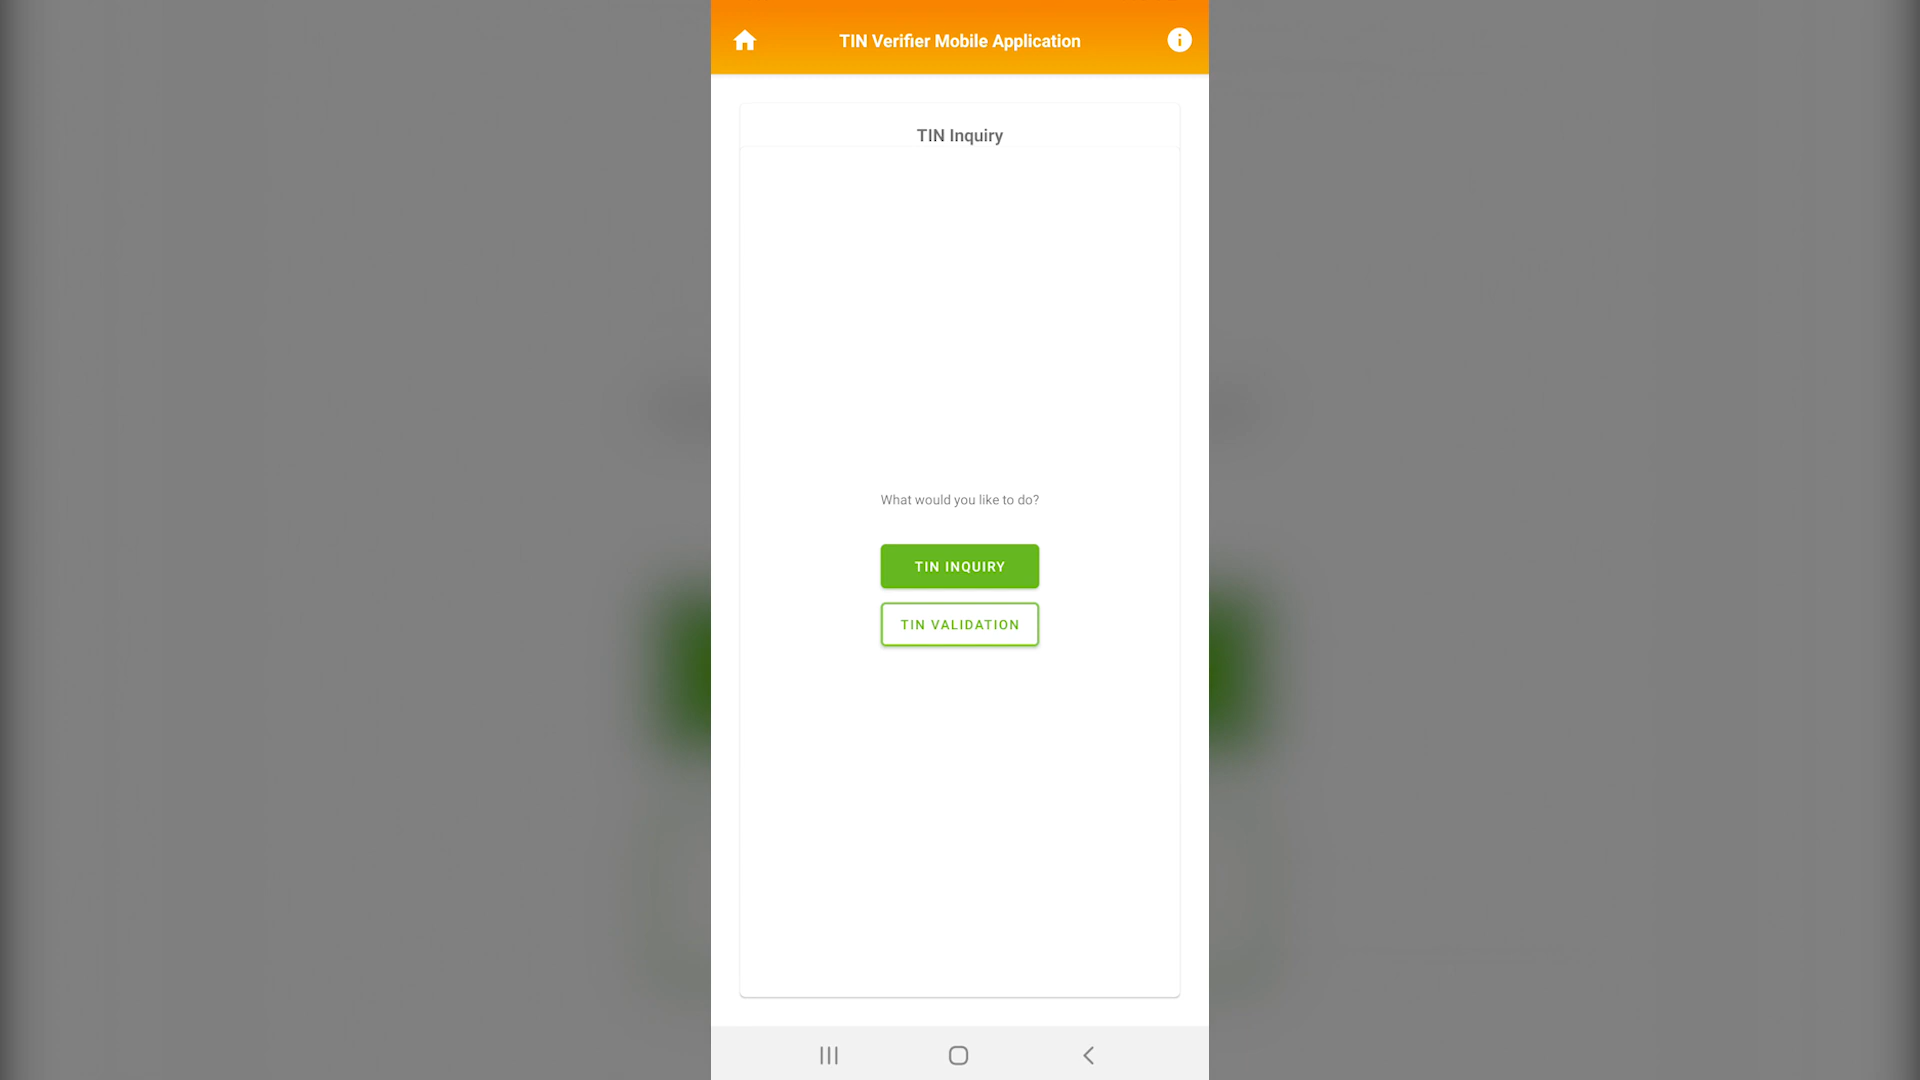 TIN Verifier Mobile Application
TIN Inquiry
What would you like to do?
TIN INQUIRY
TIN VALIDATION